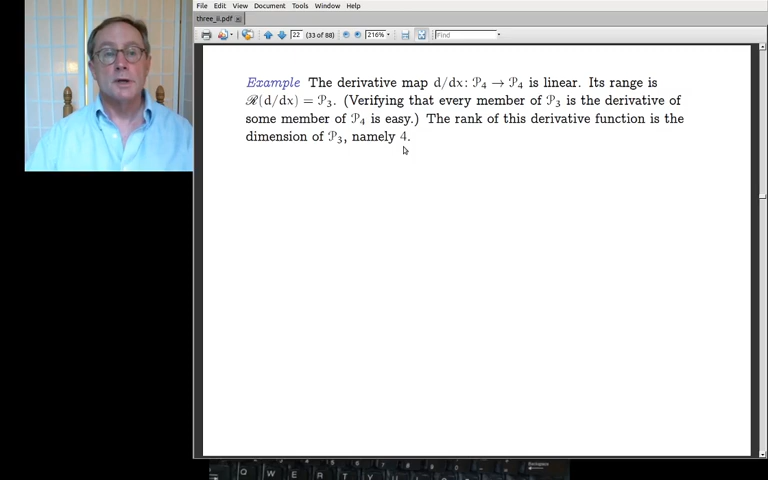 File Edit View Document Tools Window Help
three_ii.pdf
22 (33 of 88) 216% Find
Example The derivative map d/dx: 𝒫₄ → 𝒫₄ is linear. Its range is
ℛ(d/dx) = 𝒫₃. (Verifying that every member of 𝒫₃ is the derivative of
some member of 𝒫₄ is easy.) The rank of this derivative function is the
dimension of 𝒫₃, namely 4.
Q W E R T Y U I O P